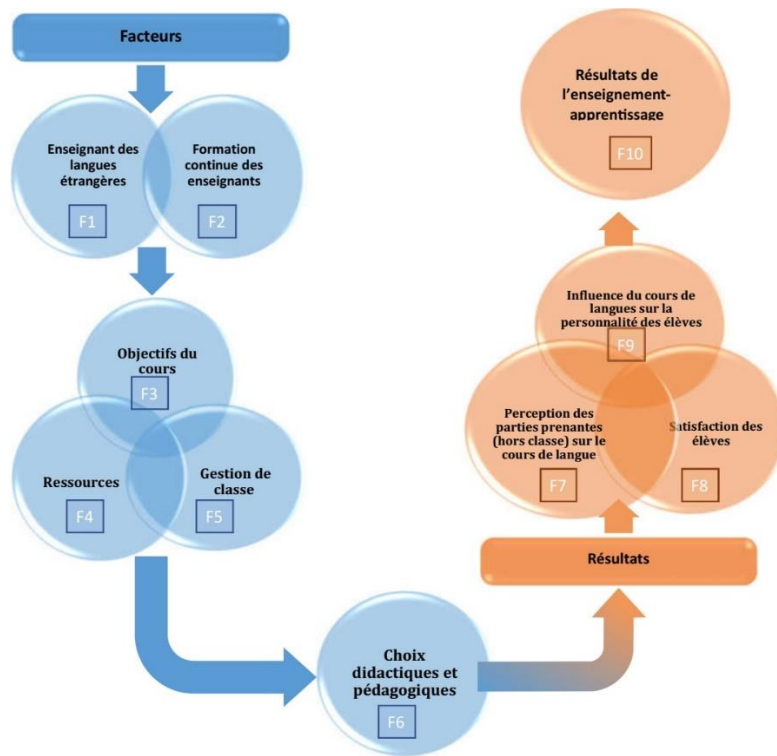 Facteurs
Enseignant des
langues
étrangères
F1
Formation
continue des
enseignants
F2
Objectifs du
cours
F3
Ressources
F4
Gestion de
classe
F5
Choix
didactiques et
pédagogiques
F6
Résultats
Perception des
parties prenantes
(hors classe) sur le
cours de langue
F7
Satisfaction des
élèves
F8
Influence du cours de
langues sur la
personnalité des élèves
F9
Résultats de
l’enseignement-
apprentissage
F10